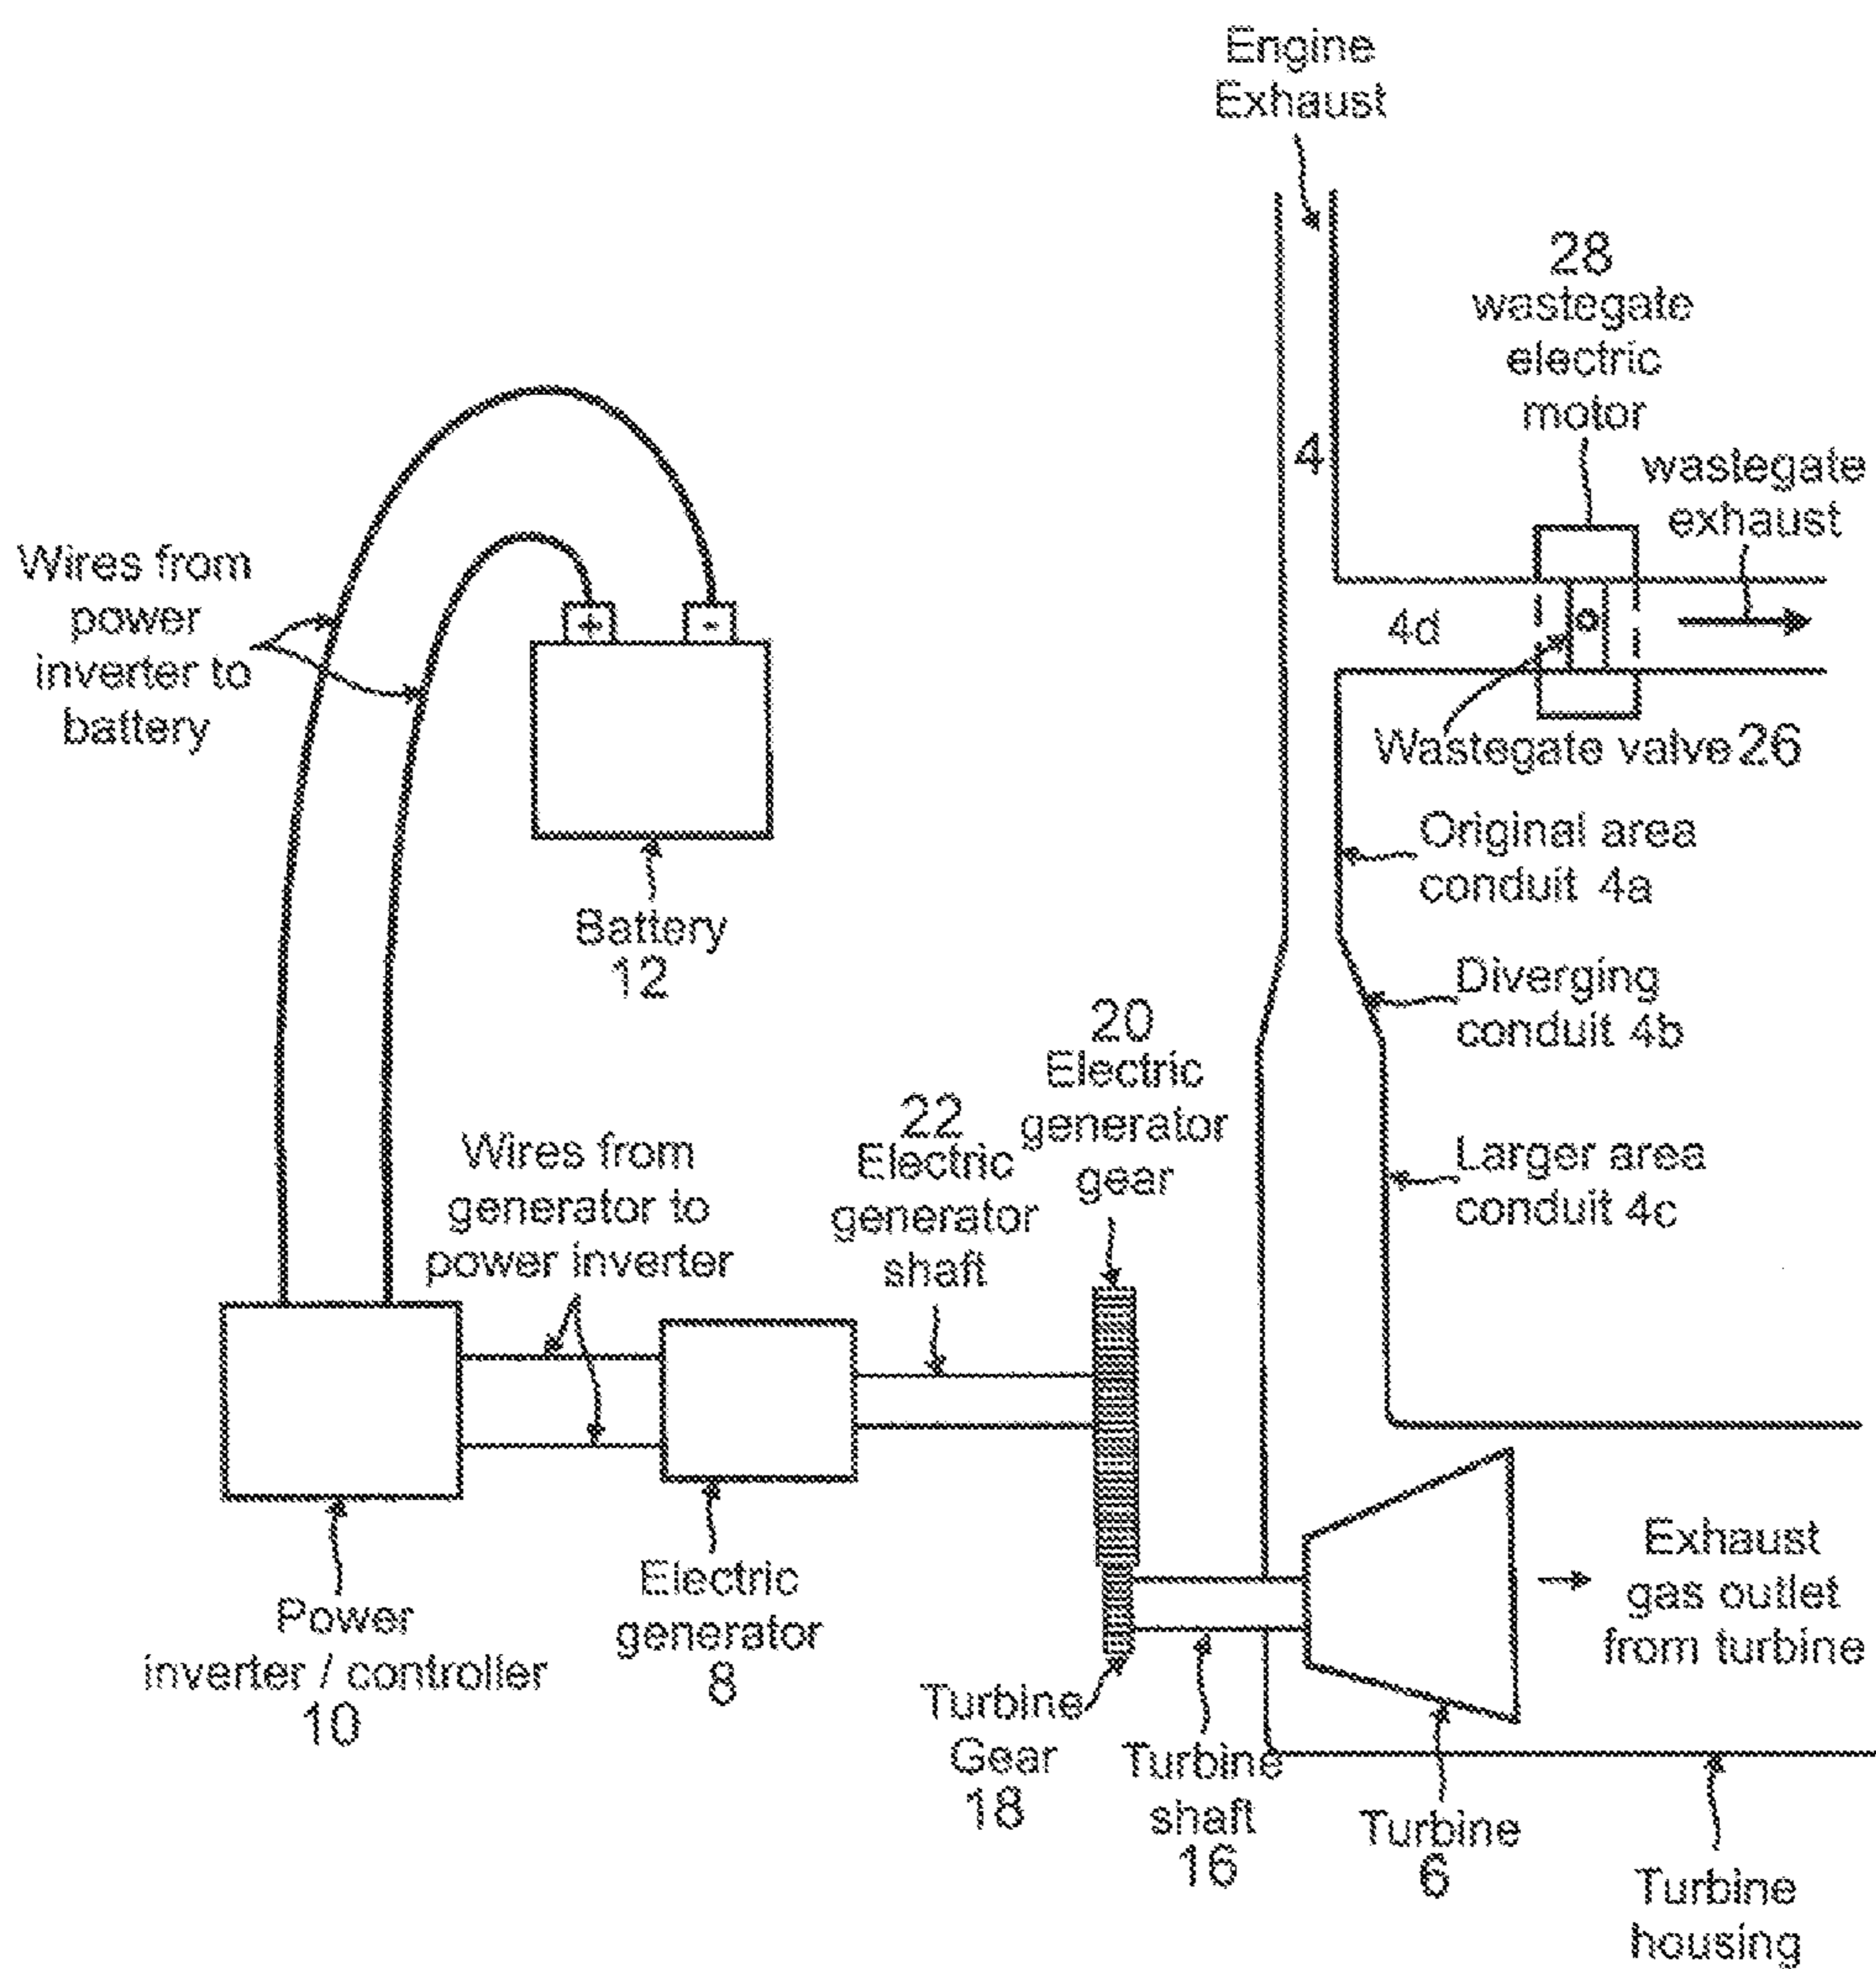 Engine
Exhaust
28
wastegate
electric
motor
4
wastegate
exhaust
Wires from
power
inverter to
battery
+
-
4d
Wastegate valve 26
Original area
conduit 4a
Battery
12
Diverging
conduit 4b
20
Electric
generator
gear
22
Electric
generator
shaft
Wires from
generator to
power inverter
Larger area
conduit 4c
Exhaust
gas outlet
from turbine
Power
inverter / controller
10
Electric
generator
8
Turbine
Gear
18
Turbine
shaft
16
Turbine
6
Turbine
housing